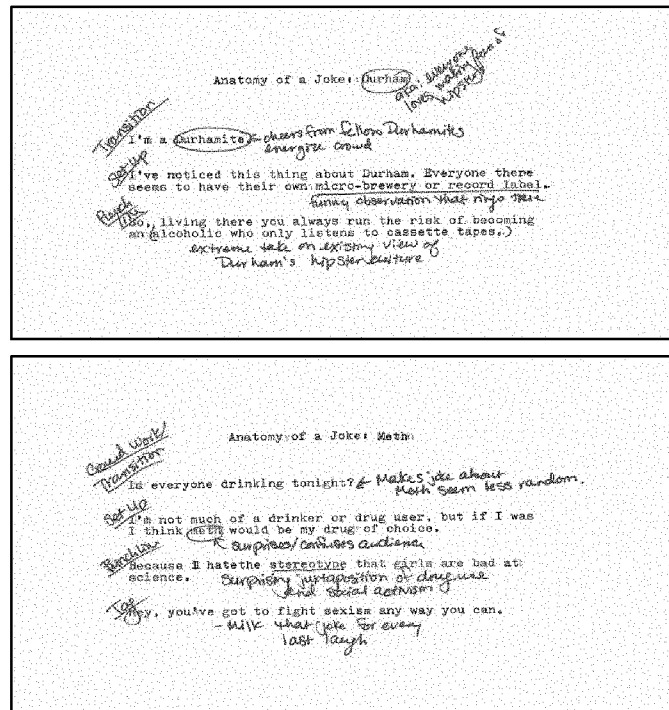 Anatomy of a Joke: Durham
aka: everyone
loves making fun of
hipsters
Transition
I'm a Durhamite ← cheers from fellow Durhamites
energize crowd
Set Up
I've noticed this thing about Durham. Everyone there
seems to have their own micro-brewery or record label.
funny observation that rings true
Punch
line
So, living there you always run the risk of becoming
an alcoholic who only listens to cassette tapes.
extreme take on existing view of
Durham's hipster culture
Crowd Work/
Transition
Anatomy of a Joke: Meth
Is everyone drinking tonight? ← Makes joke about
Meth seem less random.
Set Up
I'm not much of a drinker or drug user, but if I was
I think meth would be my drug of choice.
surprises/confuses audience
Punchline
Because I hatethe stereotype that girls are bad at
science. Surprising juxtaposition of drug use
and social activism
Tag
Hey, you've got to fight sexism any way you can.
- Milk that joke for every
last laugh